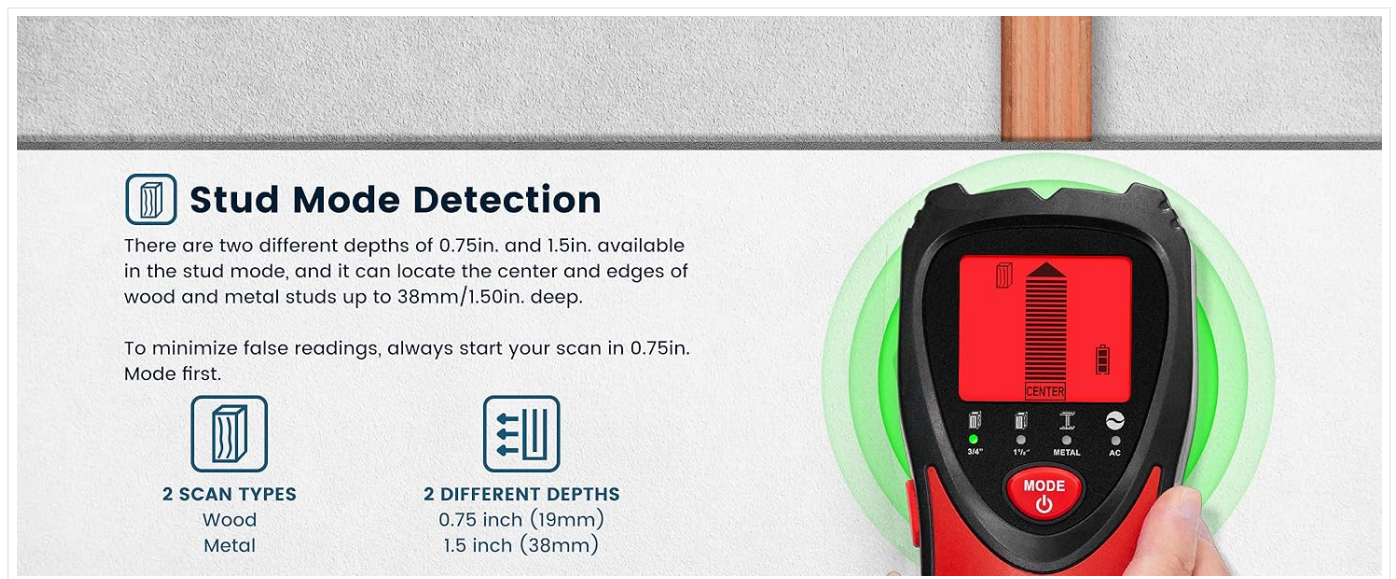 Stud Mode Detection
There are two different depths of 0.75in. and 1.5in. available
in the stud mode, and it can locate the center and edges of
wood and metal studs up to 38mm/1.50in. deep.
To minimize false readings, always start your scan in 0.75in.
Mode first.
2 SCAN TYPES
Wood
Metal
2 DIFFERENT DEPTHS
0.75 inch (19mm)
1.5 inch (38mm)
CENTER
3/4" 1½" METAL AC
MODE